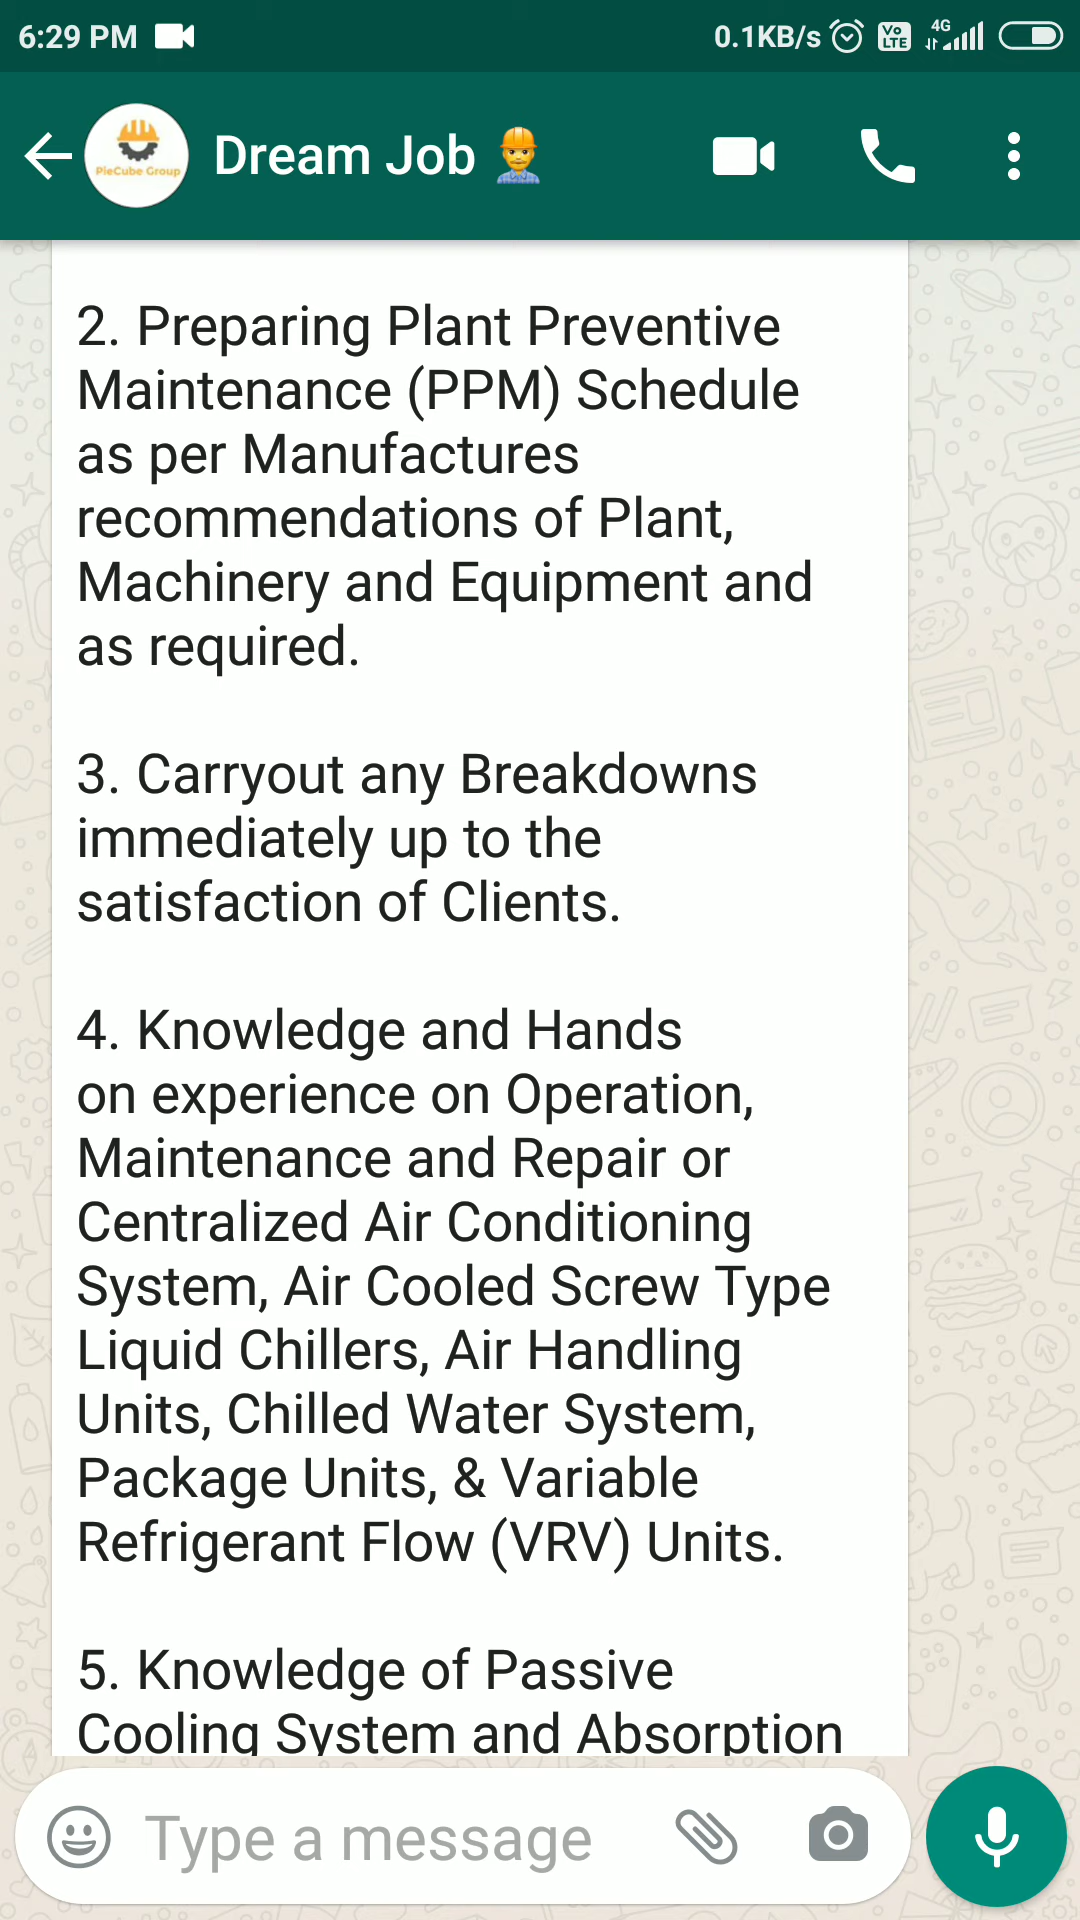 6:29 PM 0.1KB/s Vo LTE 4G
PieCube Group
Dream Job 👷‍♂️
2. Preparing Plant Preventive
Maintenance (PPM) Schedule
as per Manufactures
recommendations of Plant,
Machinery and Equipment and
as required.
3. Carryout any Breakdowns
immediately up to the
satisfaction of Clients.
4. Knowledge and Hands
on experience on Operation,
Maintenance and Repair or
Centralized Air Conditioning
System, Air Cooled Screw Type
Liquid Chillers, Air Handling
Units, Chilled Water System,
Package Units, & Variable
Refrigerant Flow (VRV) Units.
5. Knowledge of Passive
Cooling System and Absorption
Type a message